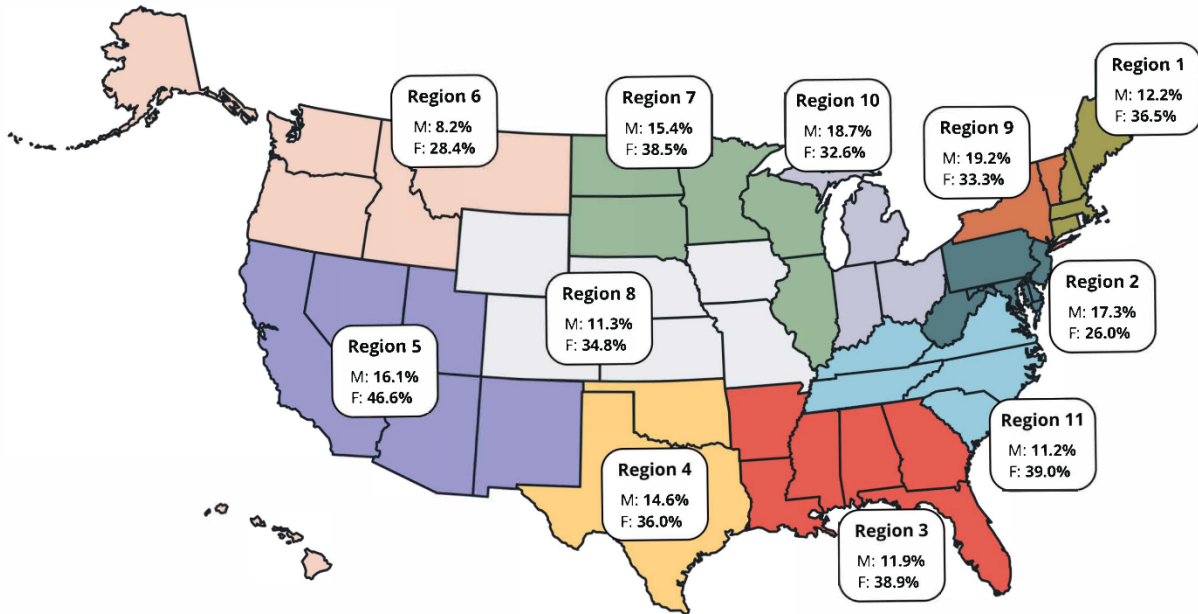 Region 1
M: 12.2%
F: 36.5%
Region 6
M: 8.2%
F: 28.4%
Region 7
M: 15.4%
F: 38.5%
Region 10
M: 18.7%
F: 32.6%
Region 9
M: 19.2%
F: 33.3%
Region 8
M: 11.3%
F: 34.8%
Region 2
M: 17.3%
F: 26.0%
Region 5
M: 16.1%
F: 46.6%
Region 11
M: 11.2%
F: 39.0%
Region 4
M: 14.6%
F: 36.0%
Region 3
M: 11.9%
F: 38.9%